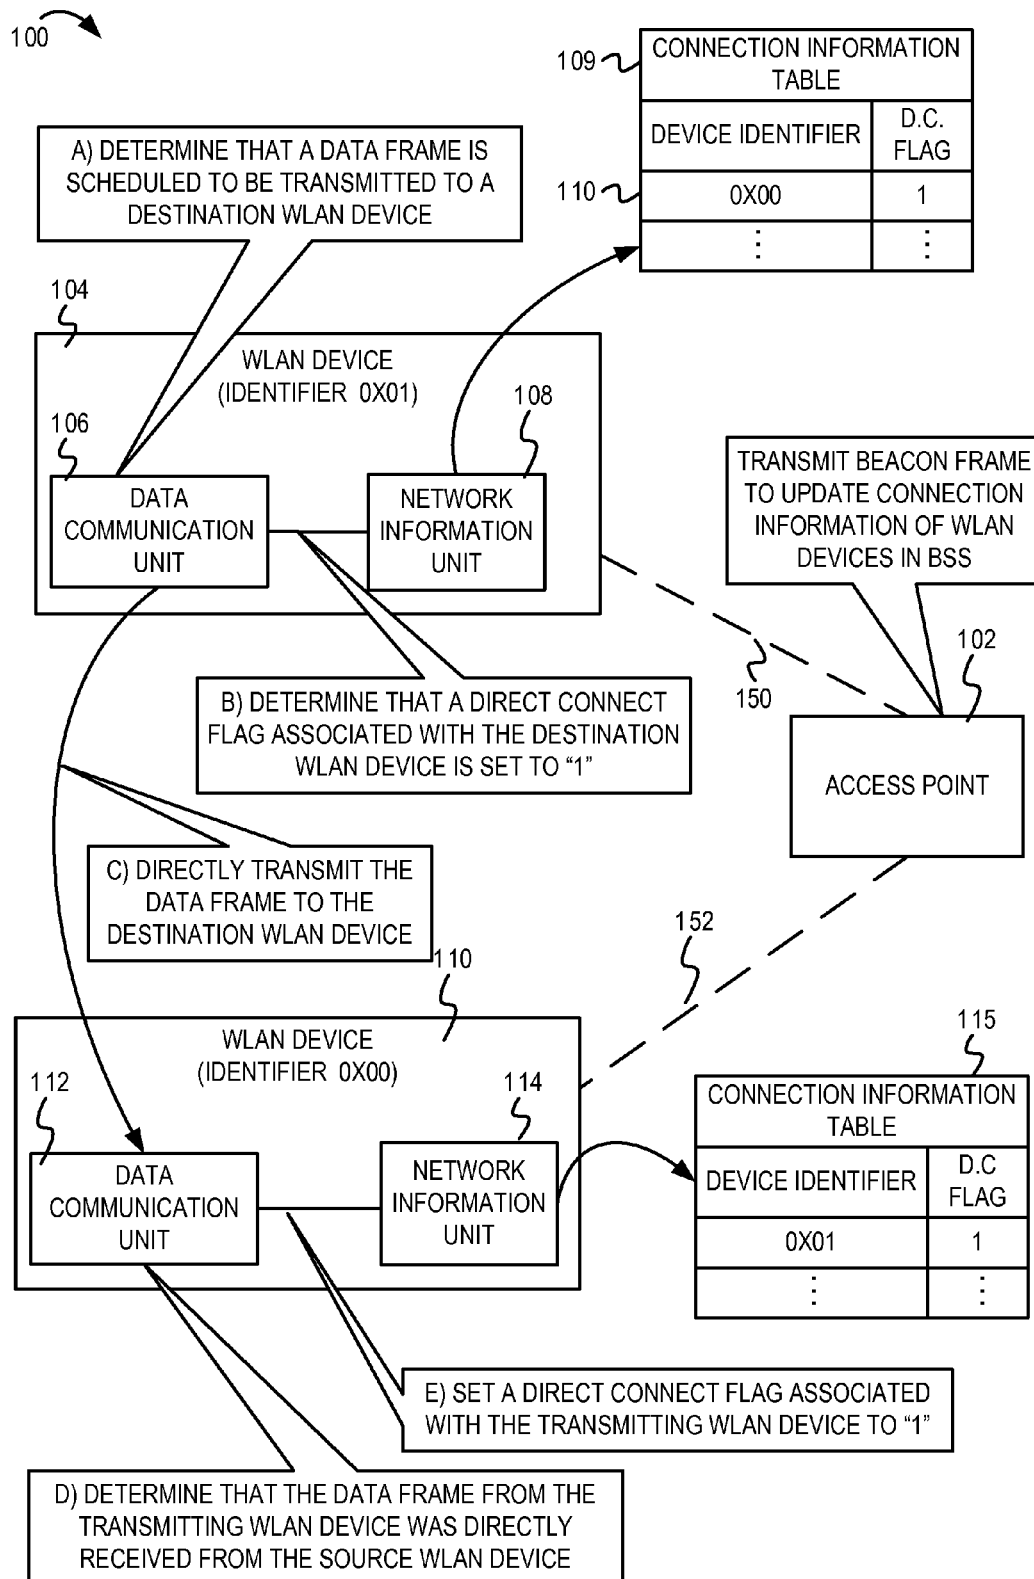 100
109
CONNECTION INFORMATION
TABLE
DEVICE IDENTIFIER
D.C.
FLAG
110
0X00
1
⋮
⋮
A) DETERMINE THAT A DATA FRAME IS
SCHEDULED TO BE TRANSMITTED TO A
DESTINATION WLAN DEVICE
104
WLAN DEVICE
(IDENTIFIER 0X01)
106
108
DATA
COMMUNICATION
UNIT
NETWORK
INFORMATION
UNIT
TRANSMIT BEACON FRAME
TO UPDATE CONNECTION
INFORMATION OF WLAN
DEVICES IN BSS
102
150
ACCESS POINT
B) DETERMINE THAT A DIRECT CONNECT
FLAG ASSOCIATED WITH THE DESTINATION
WLAN DEVICE IS SET TO “1”
C) DIRECTLY TRANSMIT THE
DATA FRAME TO THE
DESTINATION WLAN DEVICE
152
110
WLAN DEVICE
(IDENTIFIER 0X00)
112
114
DATA
COMMUNICATION
UNIT
NETWORK
INFORMATION
UNIT
115
CONNECTION INFORMATION
TABLE
DEVICE IDENTIFIER
D.C
FLAG
0X01
1
⋮
⋮
E) SET A DIRECT CONNECT FLAG ASSOCIATED
WITH THE TRANSMITTING WLAN DEVICE TO “1”
D) DETERMINE THAT THE DATA FRAME FROM THE
TRANSMITTING WLAN DEVICE WAS DIRECTLY
RECEIVED FROM THE SOURCE WLAN DEVICE